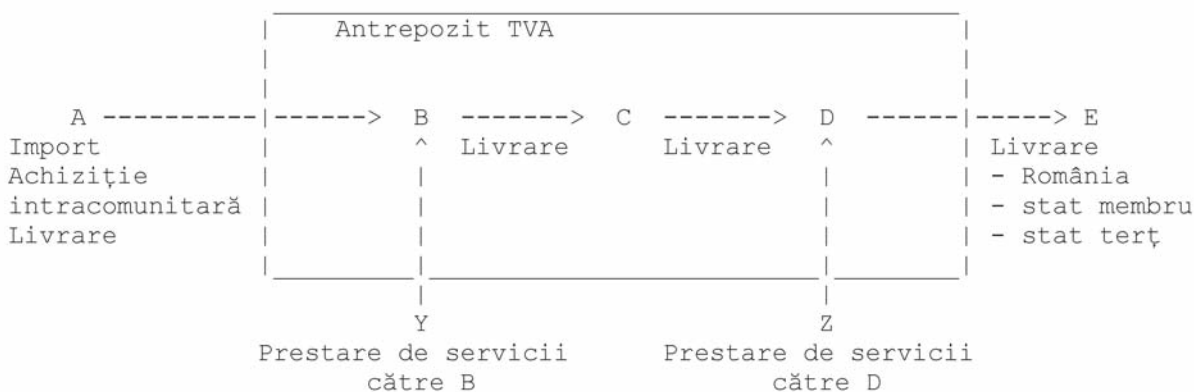 Antrepozit TVA
A -----------|------> B -------> C -------> D ------|-----> E
Import ^ Livrare Livrare ^ Livrare
Achiziție - România
intracomunitară - stat membru
Livrare - stat terț
Y Z
Prestare de servicii Prestare de servicii
către B către D